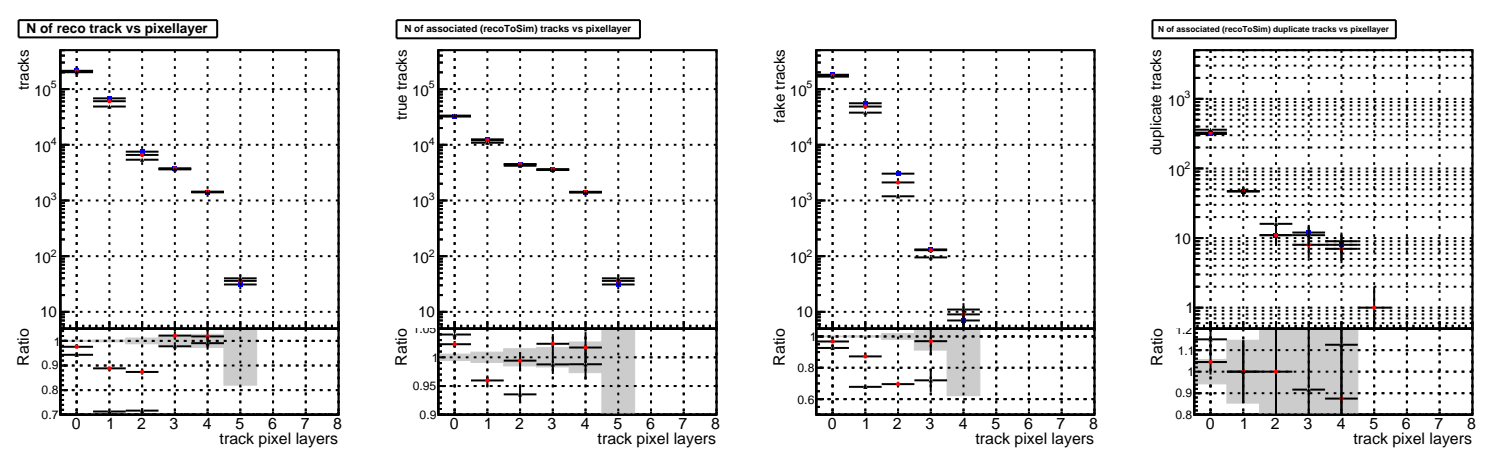 N of reco track vs pixellayer
tracks
10^5
10^4
10^3
10^2
10
Ratio
1
0.9
0.8
0.7
0 1 2 3 4 5 6 7 8
track pixel layers
N of associated (recoToSim) tracks vs pixellayer
true tracks
10^5
10^4
10^3
10^2
10
Ratio
1.05
1
0.95
0.9
0 1 2 3 4 5 6 7 8
track pixel layers
fake tracks
10^5
10^4
10^3
10^2
10
Ratio
1
0.8
0.6
0 1 2 3 4 5 6 7 8
track pixel layers
N of associated (recoToSim) duplicate tracks vs pixellayer
duplicate tracks
10^3
10^2
10
1
Ratio
1.2
1.1
1
0.9
0.8
0 1 2 3 4 5 6 7 8
track pixel layers